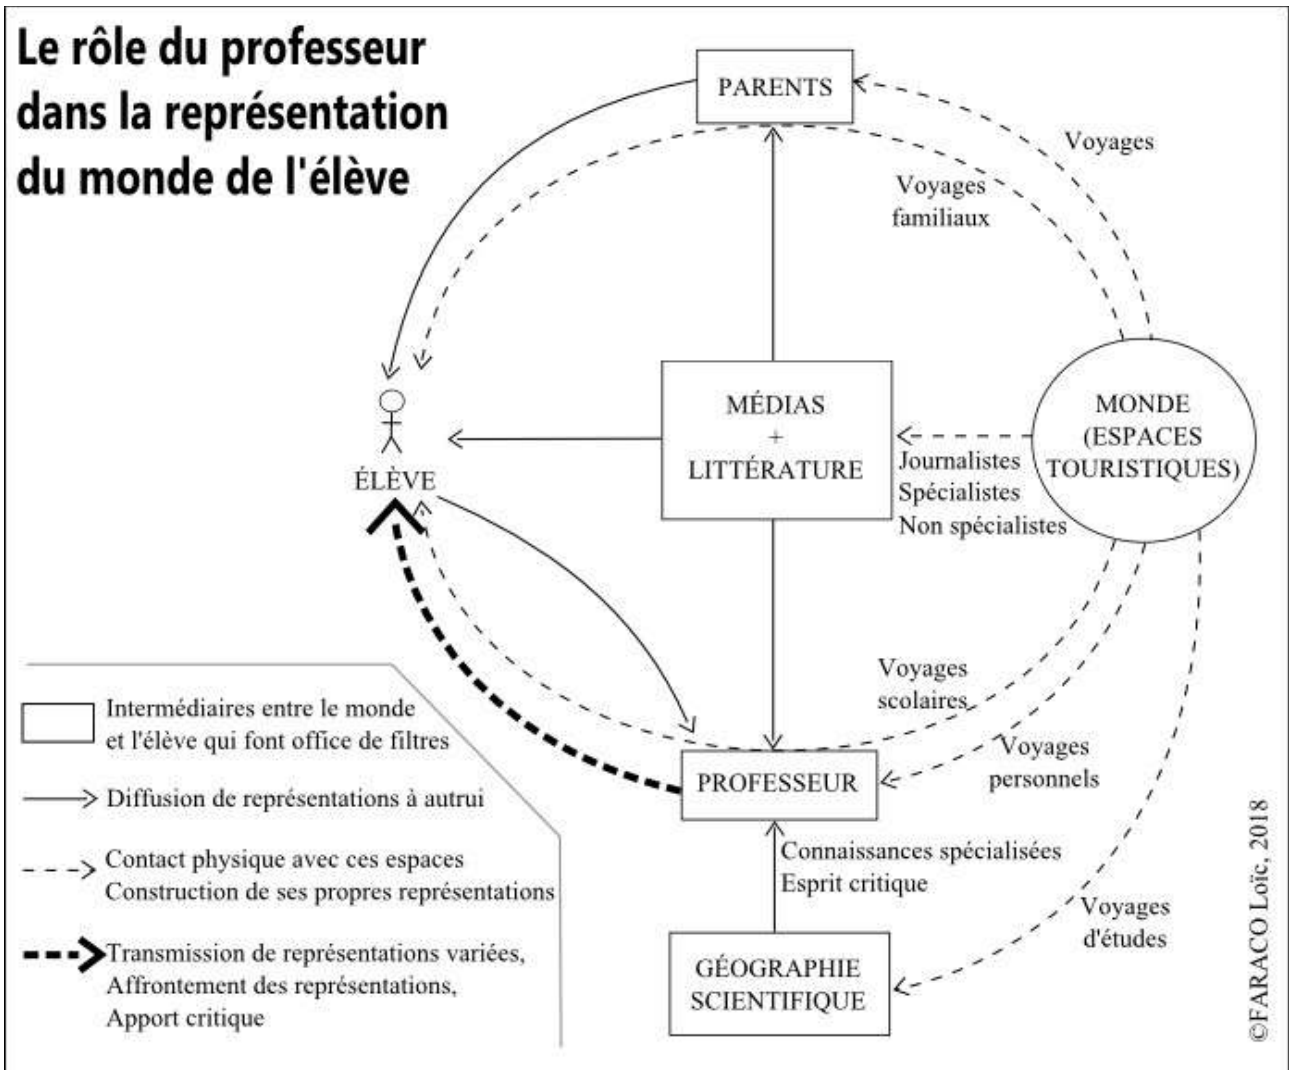 Le rôle du professeur
dans la représentation
du monde de l'élève
PARENTS
Voyages
Voyages
familiaux
MÉDIAS
+
LITTÉRATURE
MONDE
(ESPACES
TOURISTIQUES)
Journalistes
Spécialistes
Non spécialistes
ÉLÈVE
Voyages
scolaires
Voyages
personnels
PROFESSEUR
Connaissances spécialisées
Esprit critique
Voyages
d'études
GÉOGRAPHIE
SCIENTIFIQUE
Intermédiaires entre le monde
et l'élève qui font office de filtres
Diffusion de représentations à autrui
Contact physique avec ces espaces
Construction de ses propres représentations
Transmission de représentations variées,
Affrontement des représentations,
Apport critique
©FARACO Loïc, 2018